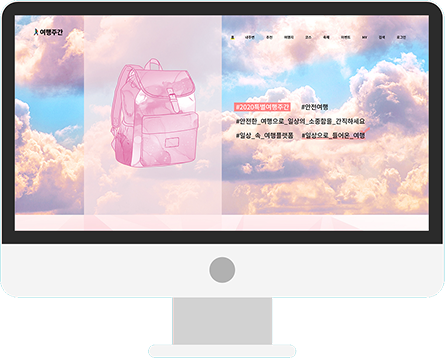 여행주간
홈 내주변 추천 여행지 코스 축제 이벤트 MY 검색 로그인
#2020특별여행주간 #안전여행
#안전한_여행으로_일상의_소중함을_간직하세요
#일상_속_여행플랫폼 #일상으로_들어온_여행